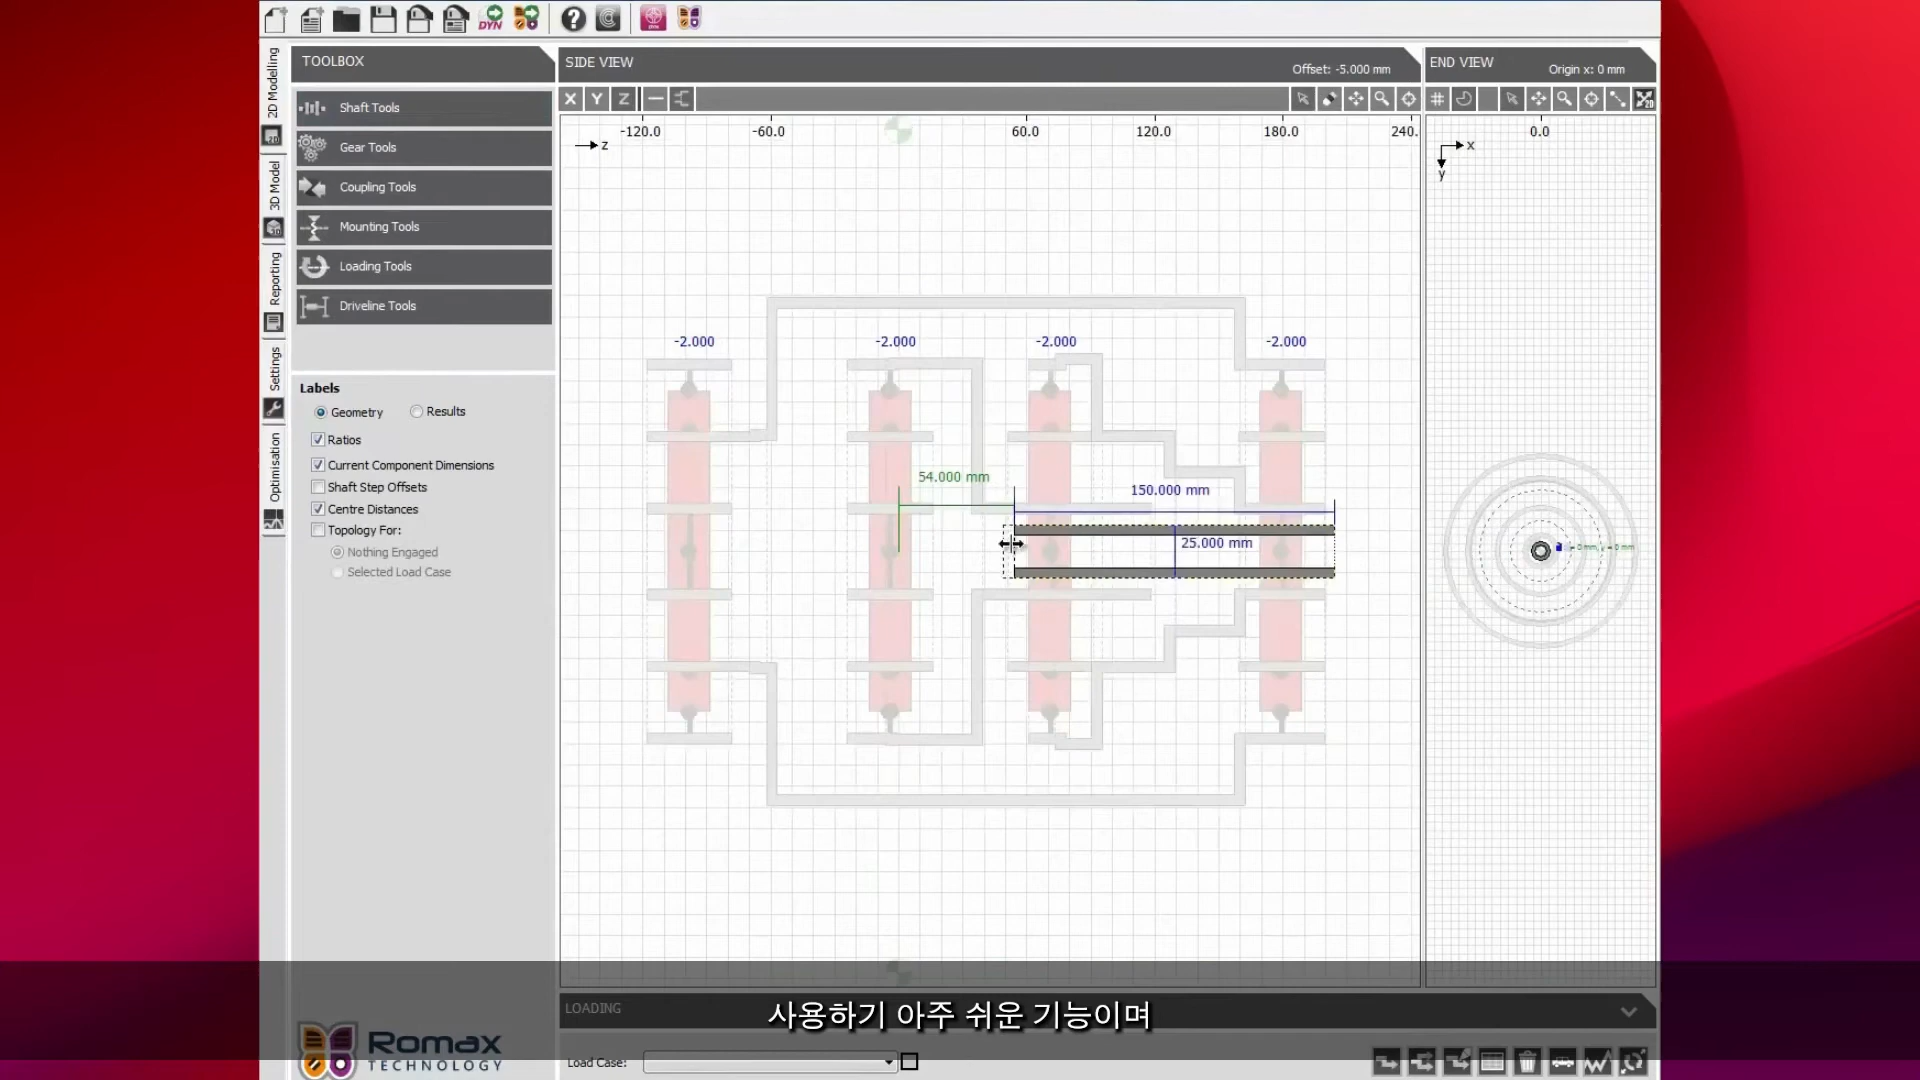 DYN
TOOLBOX
SIDE VIEW
Offset: -5.000 mm
END VIEW
Origin x: 0 mm
2D Modelling
3D Model
Reporting
Settings
Optimisation
Shaft Tools
Gear Tools
Coupling Tools
Mounting Tools
Loading Tools
Driveline Tools
X Y Z
-120.0 -60.0 60.0 120.0 180.0 240.
0.0
z
x
y
-2.000 -2.000 -2.000 -2.000
54.000 mm
150.000 mm
25.000 mm
Labels
Geometry Results
Ratios
Current Component Dimensions
Shaft Step Offsets
Centre Distances
Topology For:
Nothing Engaged
Selected Load Case
LOADING
사용하기 아주 쉬운 기능이며
Romax
TECHNOLOGY
Load Case: